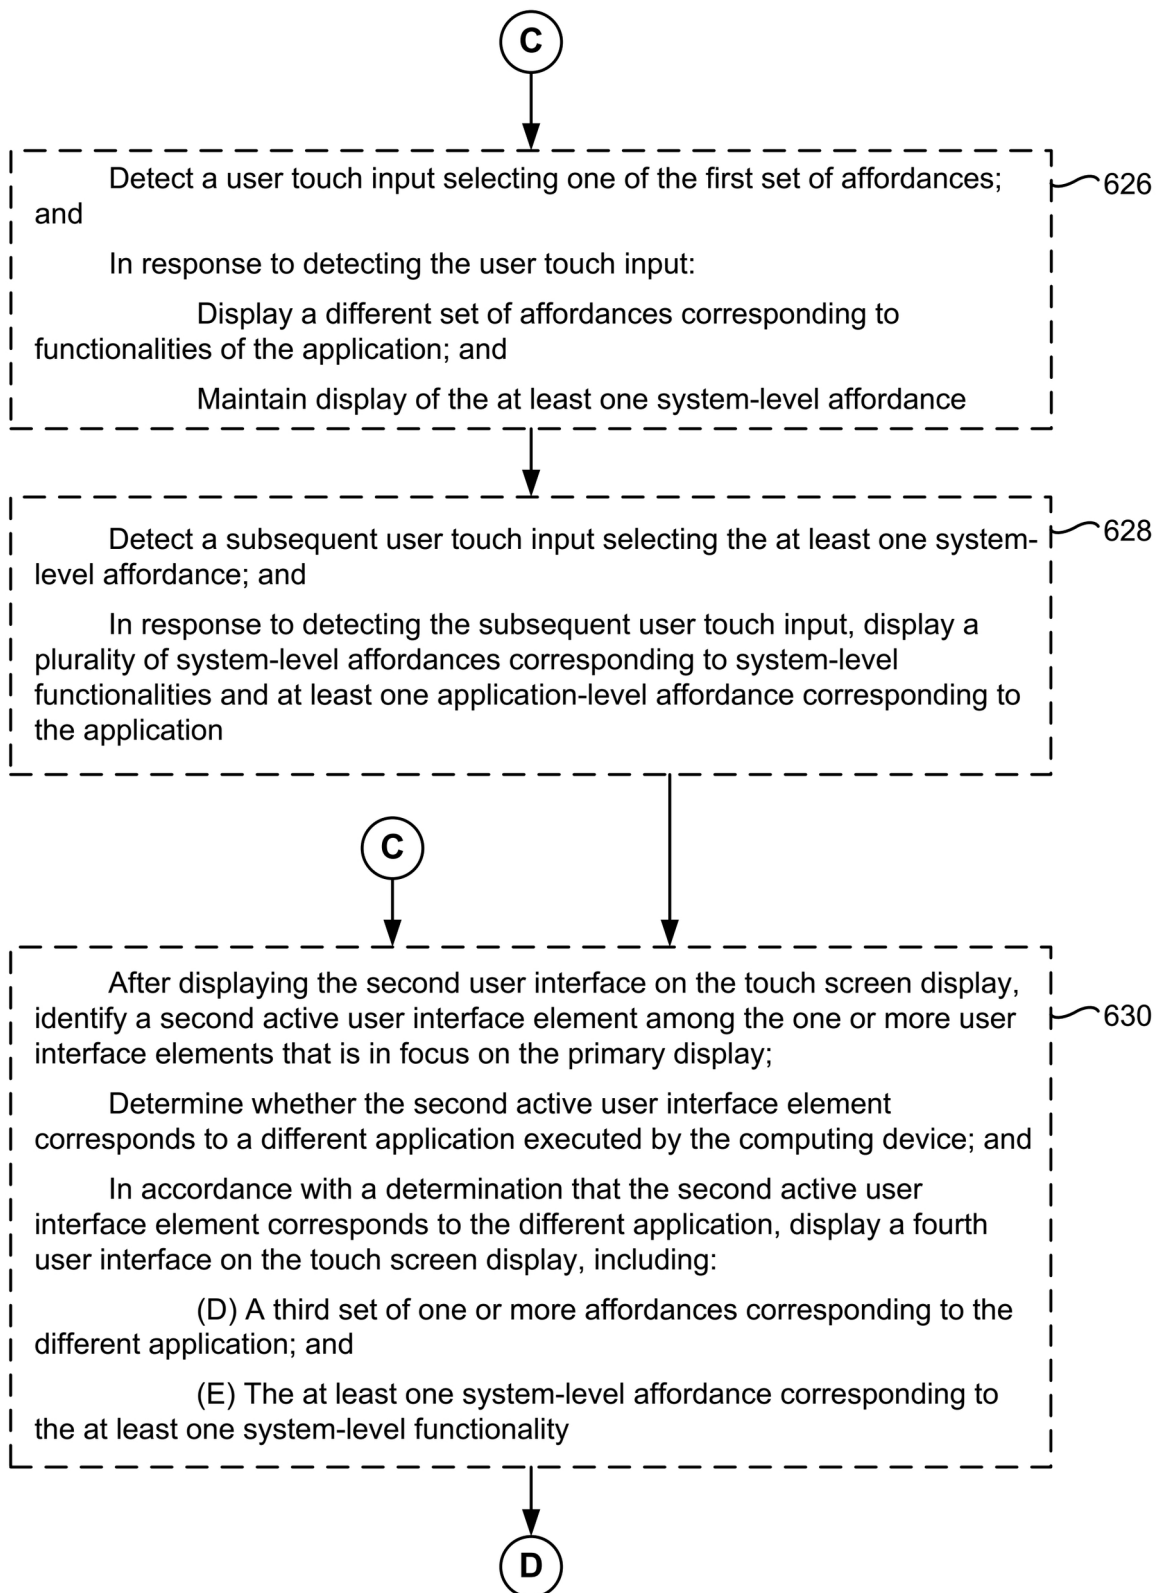 C
Detect a user touch input selecting one of the first set of affordances;
and
In response to detecting the user touch input:
Display a different set of affordances corresponding to
functionalities of the application; and
Maintain display of the at least one system-level affordance
626
Detect a subsequent user touch input selecting the at least one system-
level affordance; and
In response to detecting the subsequent user touch input, display a
plurality of system-level affordances corresponding to system-level
functionalities and at least one application-level affordance corresponding to
the application
628
C
After displaying the second user interface on the touch screen display,
identify a second active user interface element among the one or more user
interface elements that is in focus on the primary display;
Determine whether the second active user interface element
corresponds to a different application executed by the computing device; and
In accordance with a determination that the second active user
interface element corresponds to the different application, display a fourth
user interface on the touch screen display, including:
(D) A third set of one or more affordances corresponding to the
different application; and
(E) The at least one system-level affordance corresponding to
the at least one system-level functionality
630
D